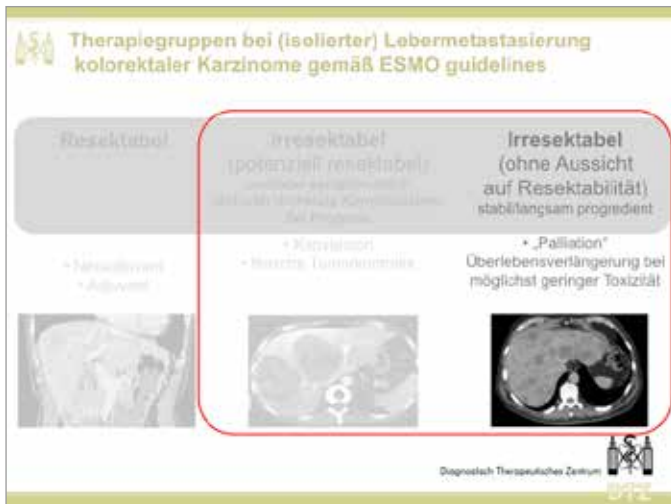 Therapiegruppen bei (isolierter) Lebermetastasierung
kolorektaler Karzinome gemäß ESMO guidelines
Resektabel
Irresektabel
(potenziell resektabel)
Irresektabel
(ohne Aussicht
auf Resektabilität)
stabil/langsam progredient
• Neoadjuvant
• Adjuvant
• Konversion
• Rasche Tumorkontrolle
• „Palliation“
Überlebensverlängerung bei
möglichst geringer Toxizität
Diagnostisch Therapeutisches Zentrum
DTZ